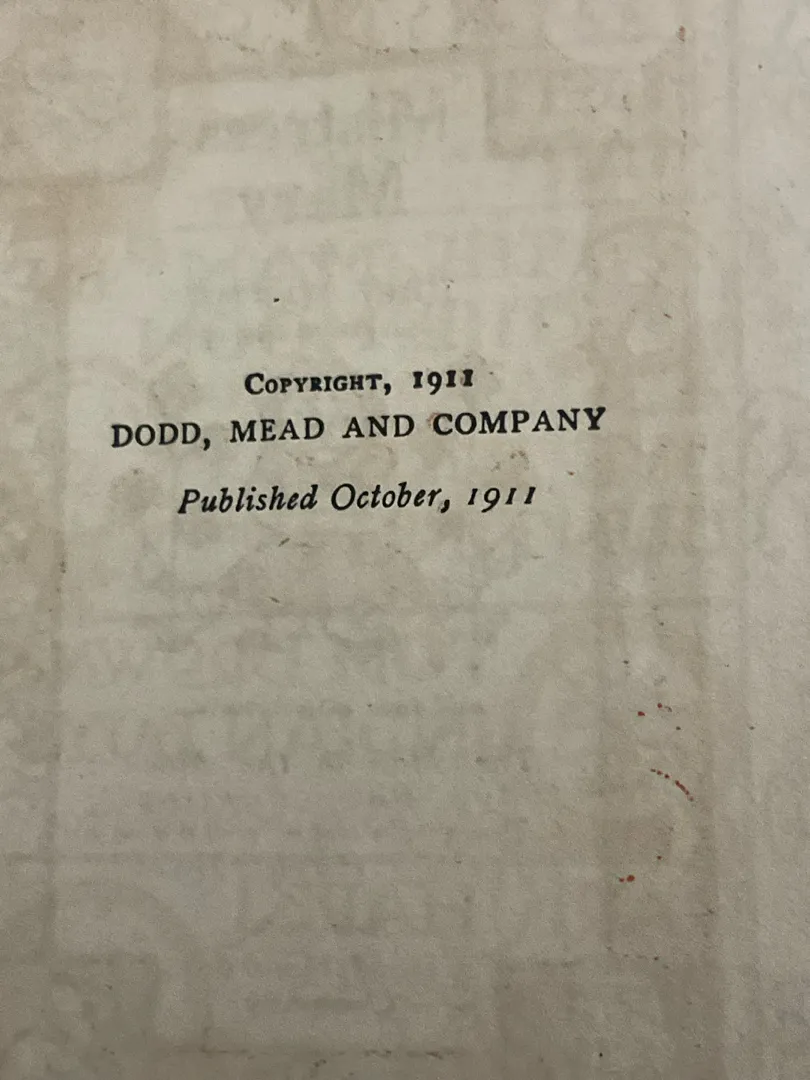 COPYRIGHT, 1911
DODD, MEAD AND COMPANY
Published October, 1911